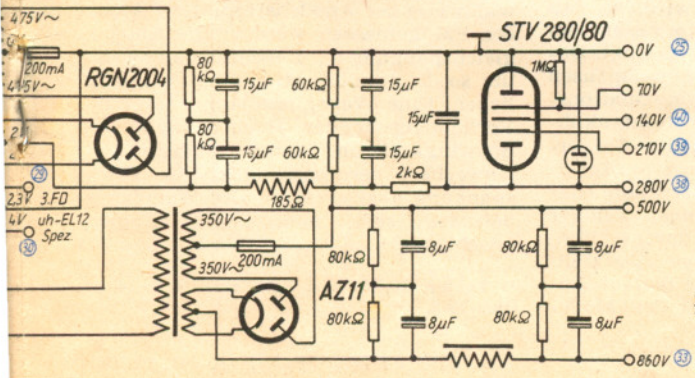 475V~
STV 280/80
0V 25
200mA
RGN2004
80 kΩ
15µF
60kΩ
15µF
1MΩ
70V
15µF
140V 40
80 kΩ
15µF
60kΩ
15µF
210V 39
29
2kΩ
280V 38
2,3V 3.FD
185Ω
500V
4V uh-EL12
Spez.
30
350V~
200mA
80kΩ
8µF
80kΩ
8µF
350V~
AZ11
80kΩ
8µF
80kΩ
8µF
860V 33